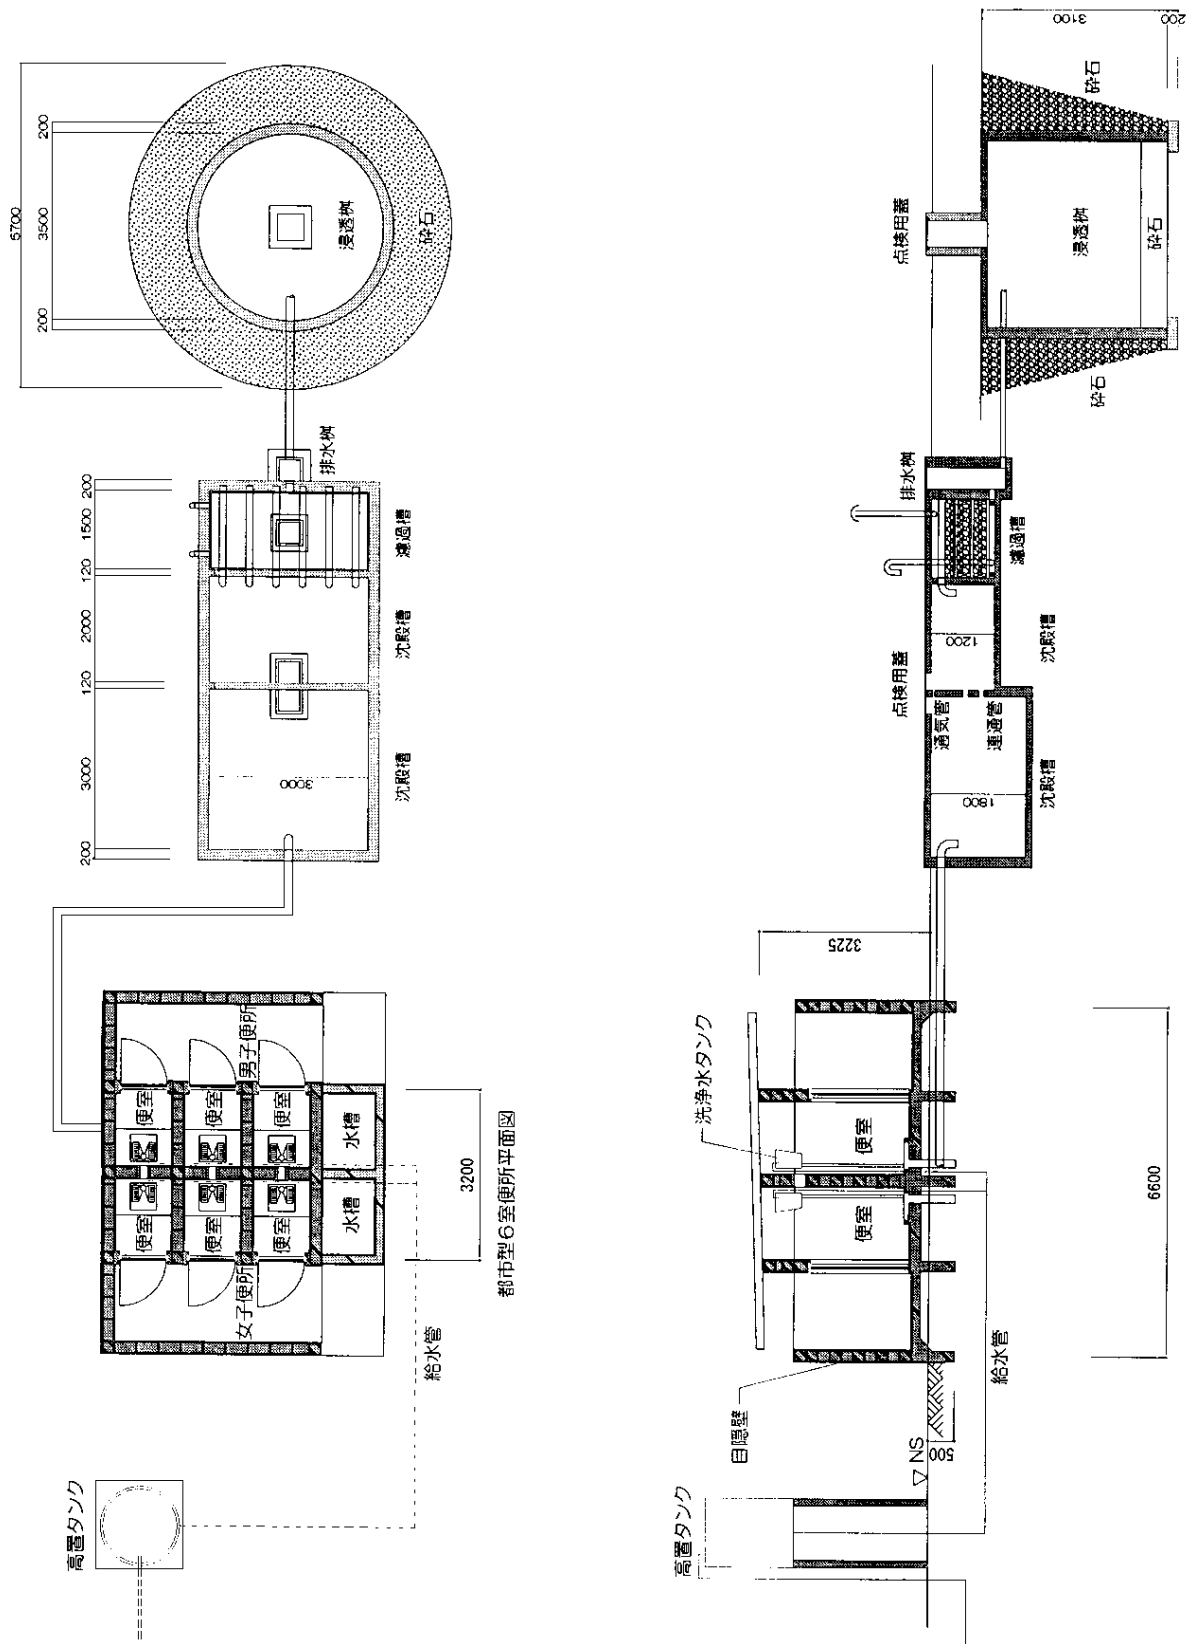 高置タンク
給水管
女子便所
男子便所
便室
便室
便室
便室
便室
便室
水槽
水槽
3200
都市型6室便所平面図
200
3000
120
2000
120
1500
200
3000
沈殿槽
沈殿槽
濾過槽
排水桝
5700
200
3500
200
浸透桝
砕石
高置タンク
NS
500
目隠壁
給水管
洗浄水タンク
便室
便室
3225
6600
点検用蓋
通気管
連通管
1800
1200
沈殿槽
沈殿槽
濾過槽
排水桝
点検用蓋
浸透桝
砕石
砕石
砕石
3100
200